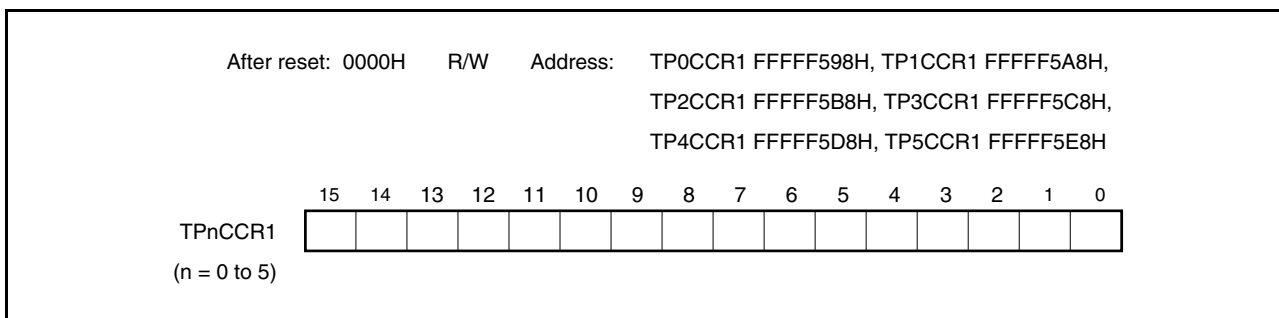 After reset: 0000H R/W Address: TP0CCR1 FFFFF598H, TP1CCR1 FFFFF5A8H,
TP2CCR1 FFFFF5B8H, TP3CCR1 FFFFF5C8H,
TP4CCR1 FFFFF5D8H, TP5CCR1 FFFFF5E8H
15 14 13 12 11 10 9 8 7 6 5 4 3 2 1 0
TPnCCR1
(n = 0 to 5)